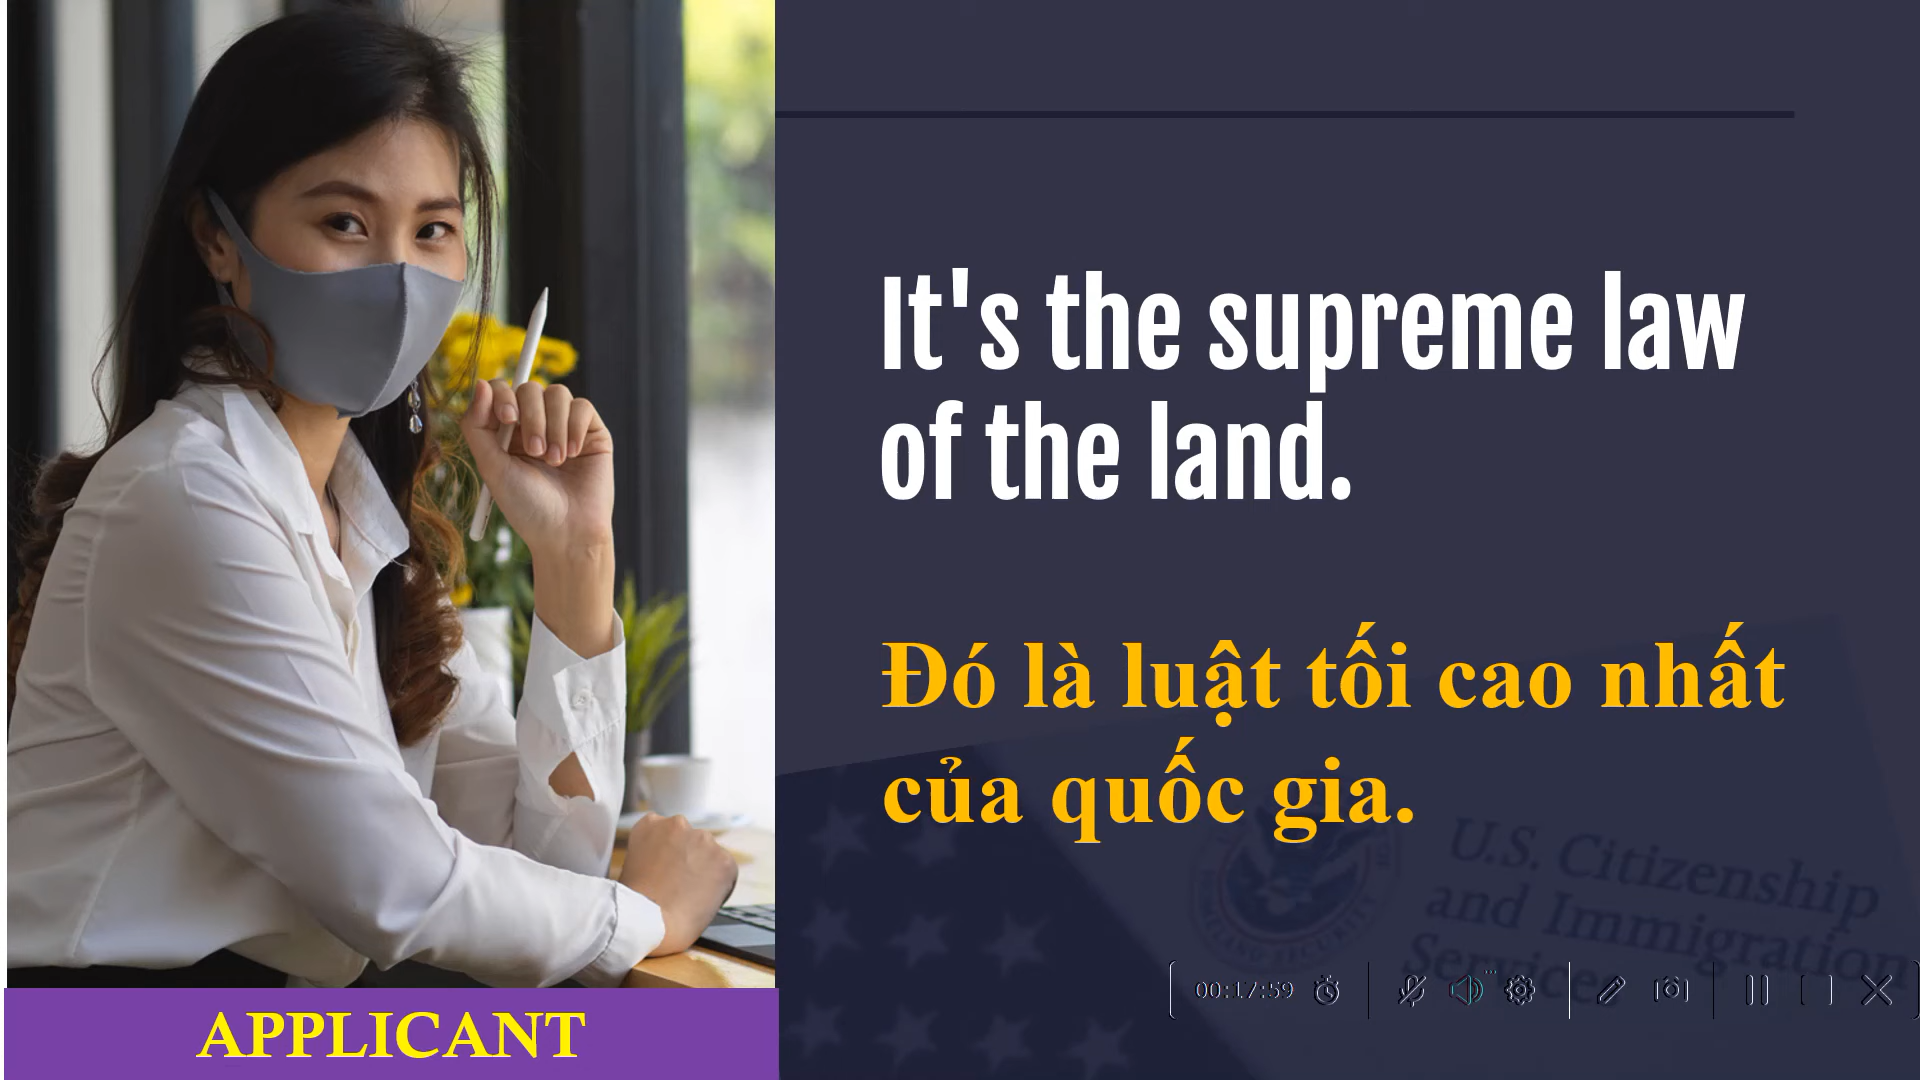 It's the supreme law
of the land.
Đó là luật tối cao nhất
của quốc gia.
U.S. Citizenship
and Immigration
Services
00:17:59
APPLICANT